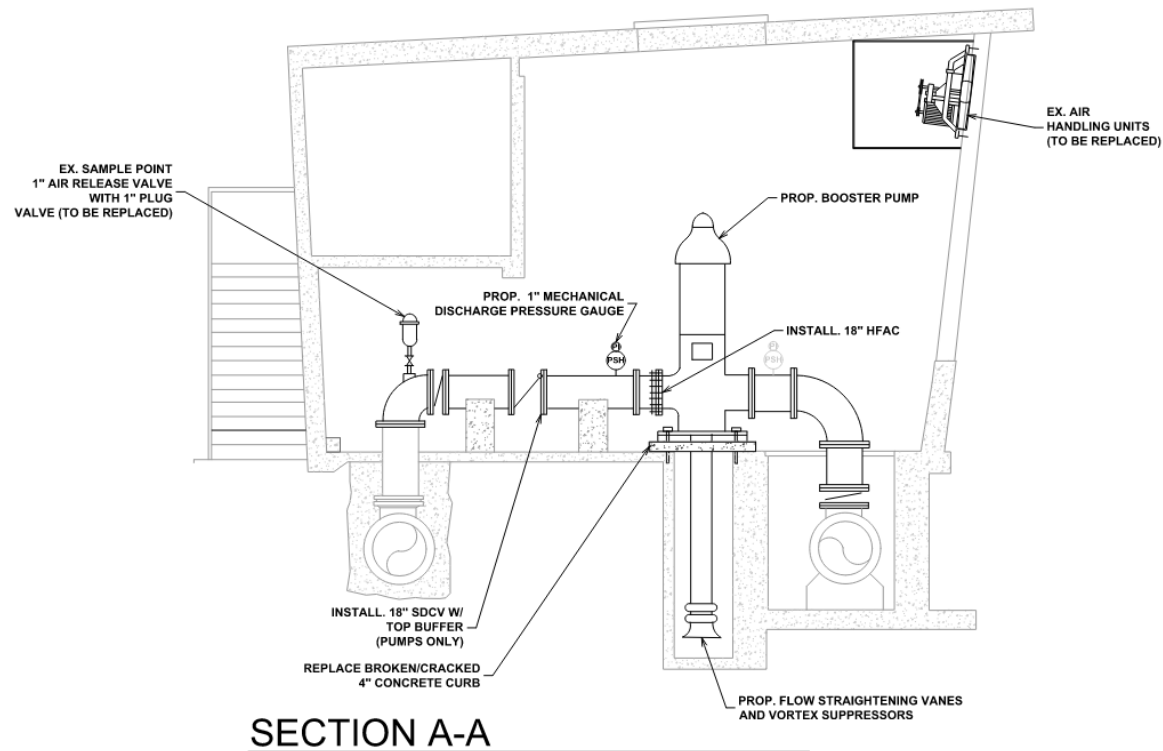 EX. AIR
HANDLING UNITS
(TO BE REPLACED)
EX. SAMPLE POINT
1" AIR RELEASE VALVE
WITH 1" PLUG
VALVE (TO BE REPLACED)
PROP. BOOSTER PUMP
PROP. 1" MECHANICAL
DISCHARGE PRESSURE GAUGE
INSTALL. 18" HFAC
PI
PSH
PI
PSH
INSTALL. 18" SDCV W/
TOP BUFFER
(PUMPS ONLY)
REPLACE BROKEN/CRACKED
4" CONCRETE CURB
PROP. FLOW STRAIGHTENING VANES
AND VORTEX SUPPRESSORS
SECTION A-A